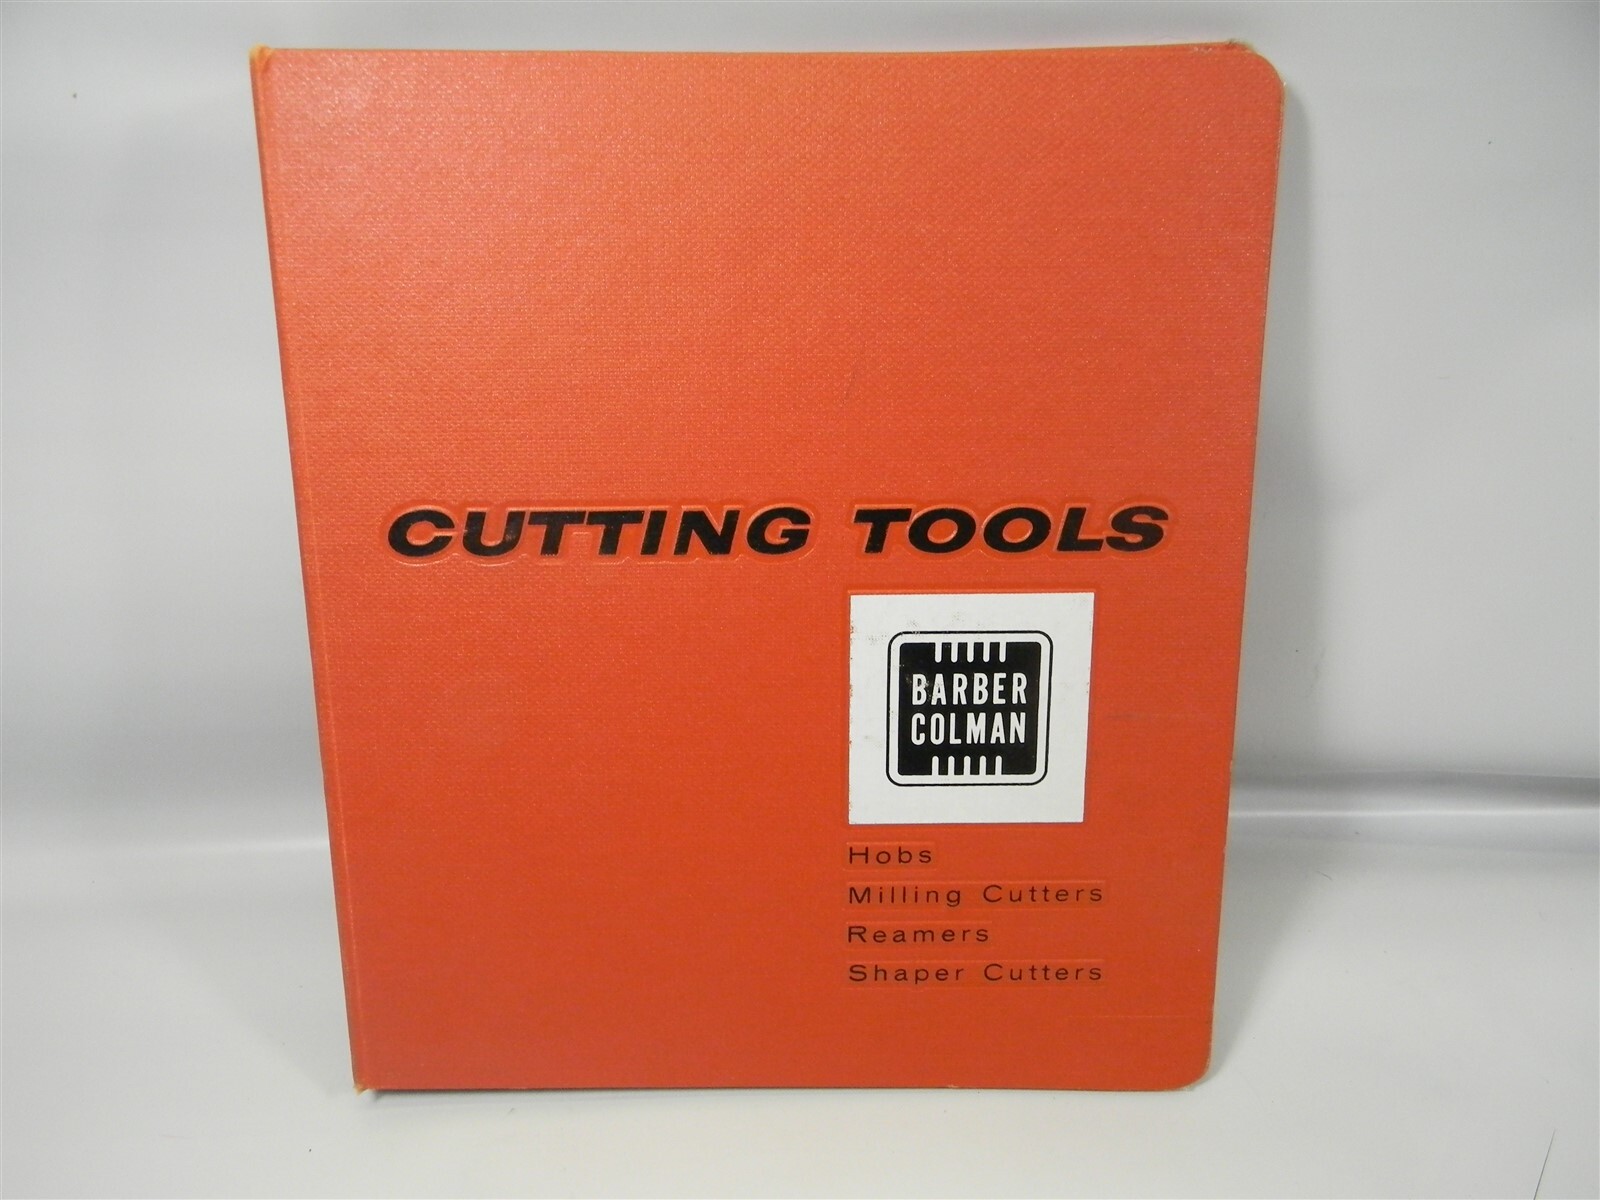 CUTTING TOOLS
BARBER
COLMAN
Hobs
Milling Cutters
Reamers
Shaper Cutters